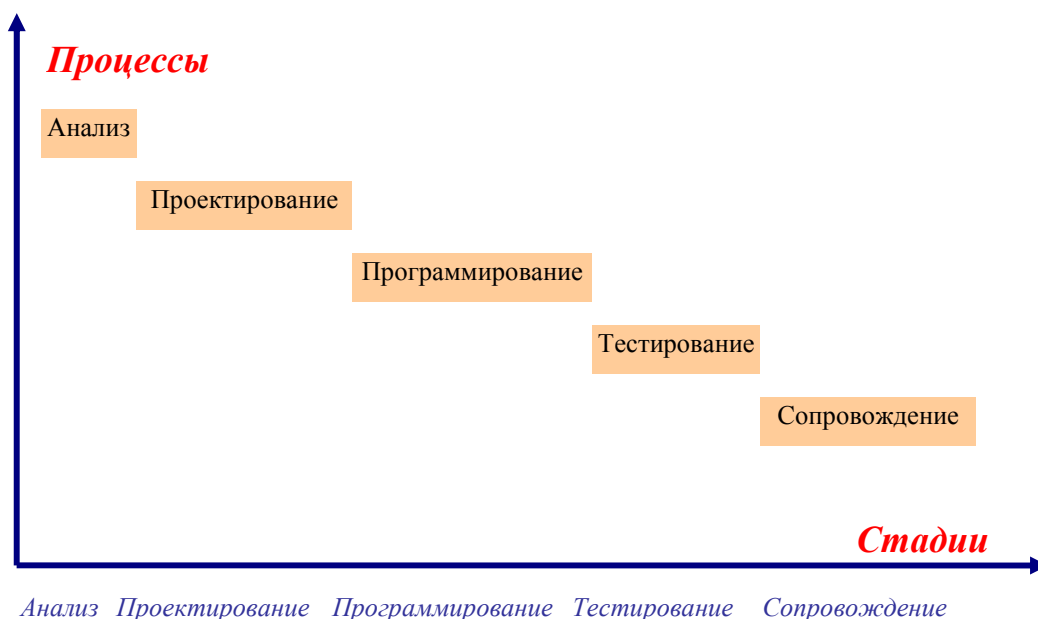 Процессы
Анализ
Проектирование
Программирование
Тестирование
Сопровождение
Стадии
Анализ Проектирование Программирование Тестирование Сопровождение